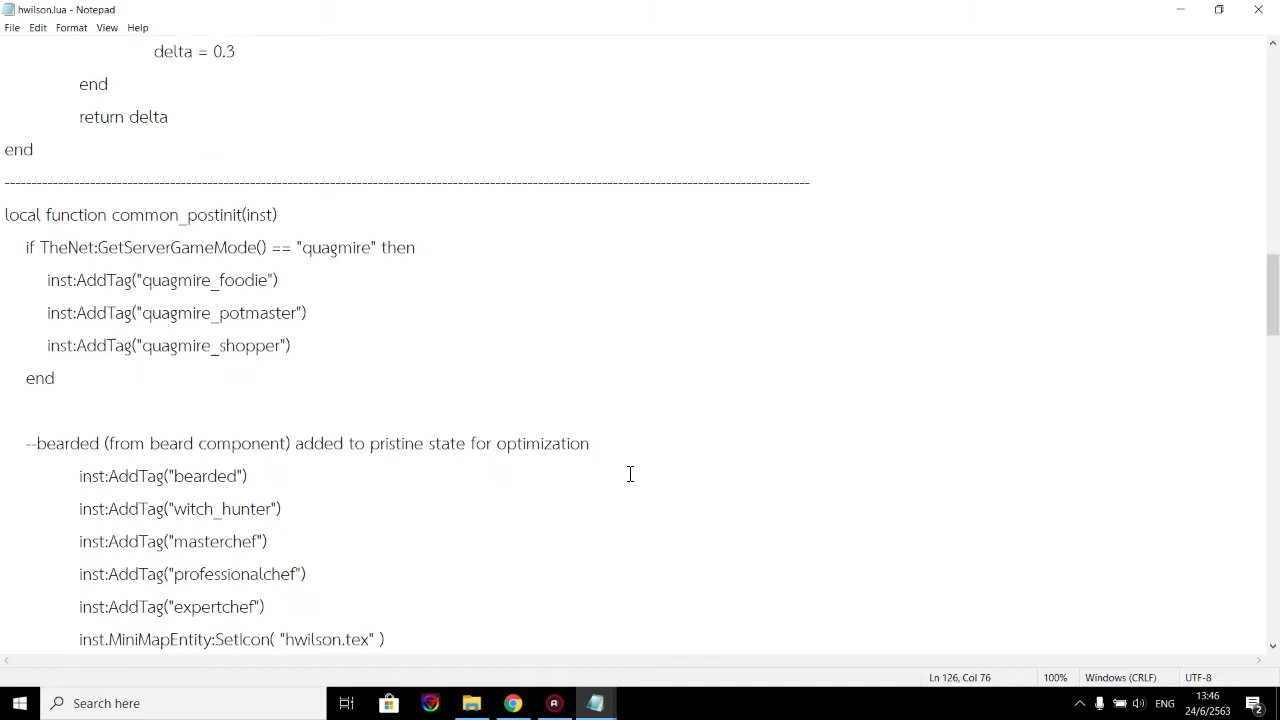 hwilson.lua - Notepad
File Edit Format View Help
delta = 0.3
end
return delta
end
--------------------------------------------------------------------------------------------------------------------------------------------------------------
local function common_postinit(inst)
if TheNet:GetServerGameMode() == "quagmire" then
inst:AddTag("quagmire_foodie")
inst:AddTag("quagmire_potmaster")
inst:AddTag("quagmire_shopper")
end
--bearded (from beard component) added to pristine state for optimization
inst:AddTag("bearded")
inst:AddTag("witch_hunter")
inst:AddTag("masterchef")
inst:AddTag("professionalchef")
inst:AddTag("expertchef")
inst.MiniMapEntity:SetIcon( "hwilson.tex" )
Ln 126, Col 76 100% Windows (CRLF) UTF-8
Search here
ENG
13:46
24/6/2563
2